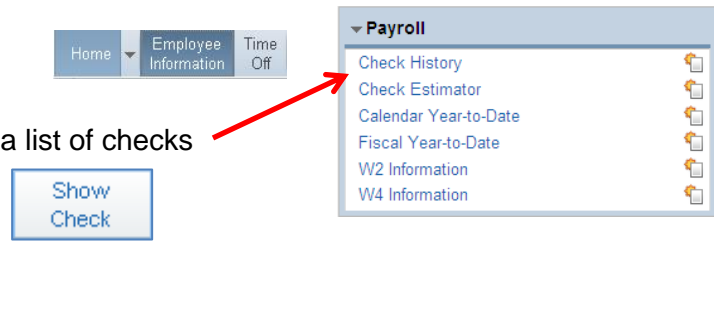 Home Employee Information Time Off
Payroll
Check History
Check Estimator
Calendar Year-to-Date
Fiscal Year-to-Date
W2 Information
W4 Information
a list of checks
Show
Check